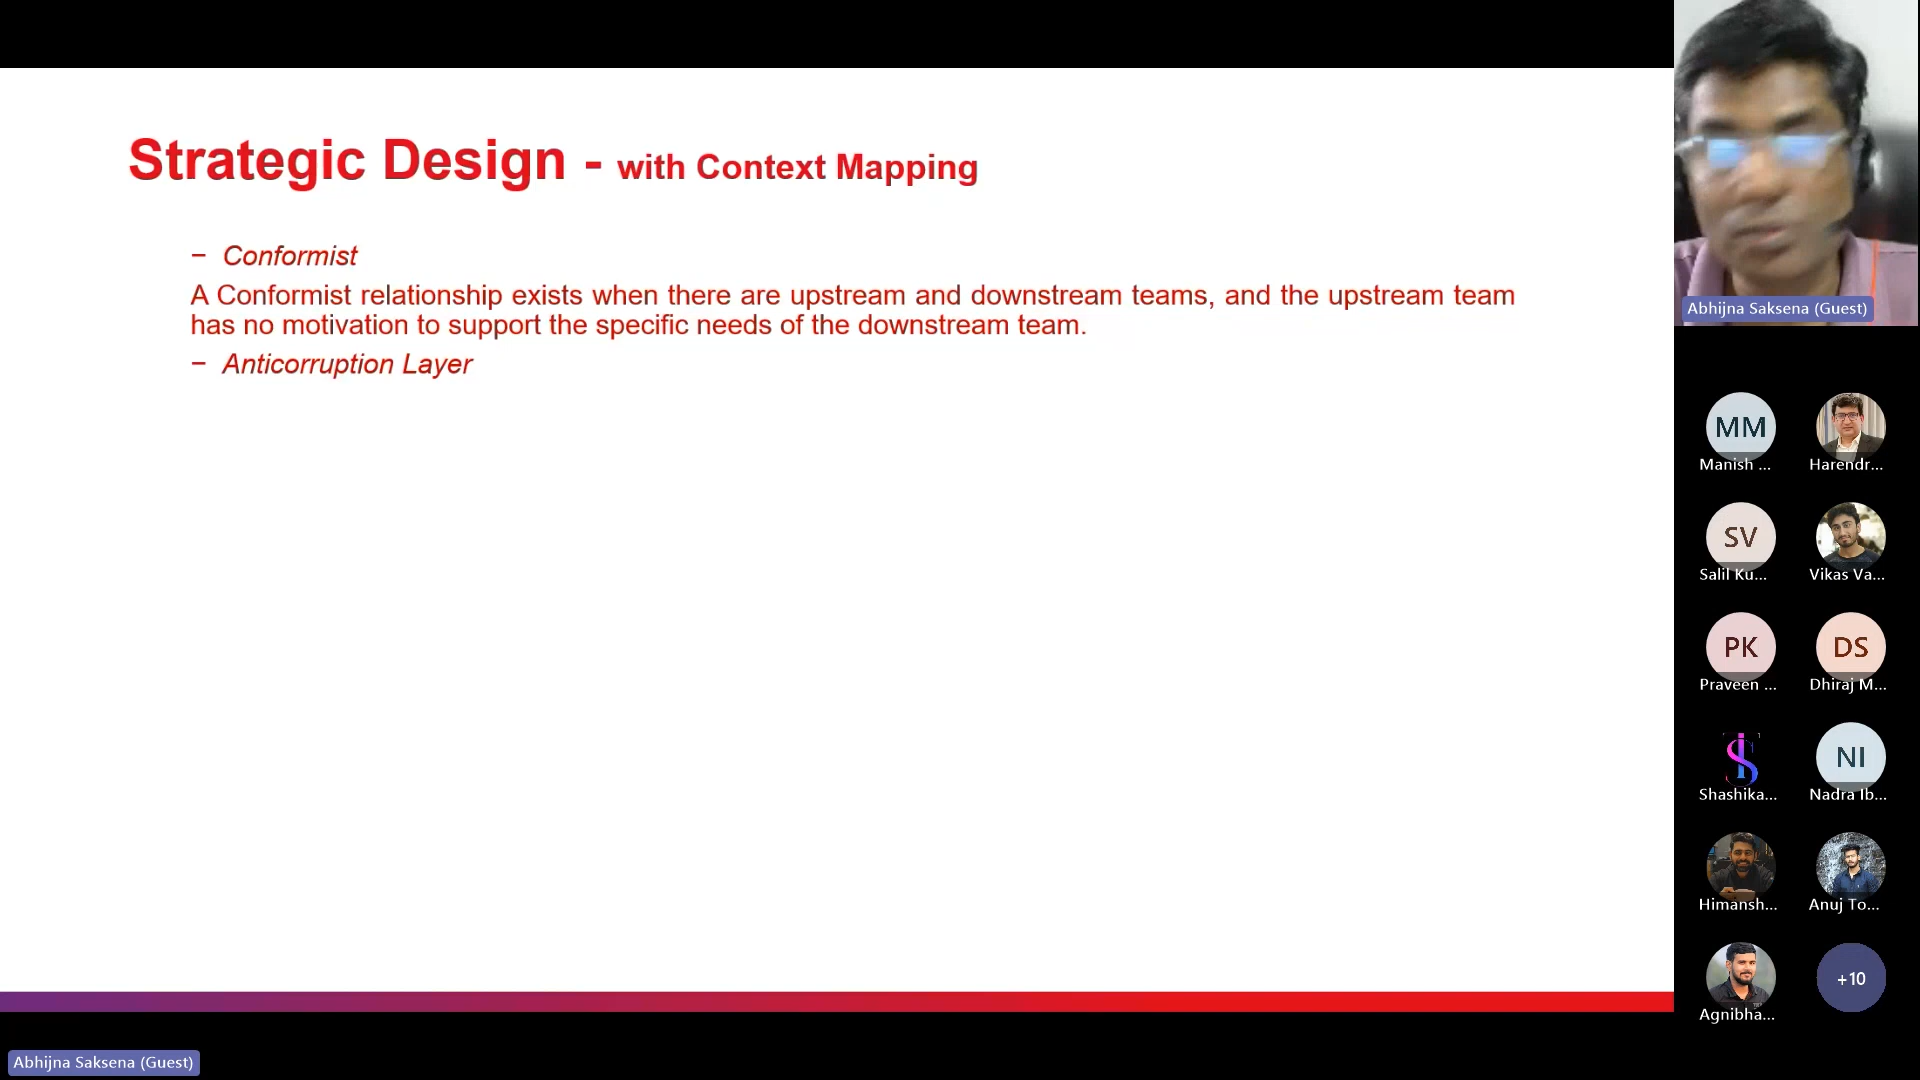 Strategic Design - with Context Mapping
− Conformist
A Conformist relationship exists when there are upstream and downstream teams, and the upstream team
has no motivation to support the specific needs of the downstream team.
− Anticorruption Layer
Abhijna Saksena (Guest)
MM
Manish ...
Harendr...
SV
Salil Ku...
Vikas Va...
PK
Praveen ...
DS
Dhiraj M...
Shashika...
NI
Nadra Ib...
Himansh...
Anuj To...
Agnibha...
+10
Abhijna Saksena (Guest)